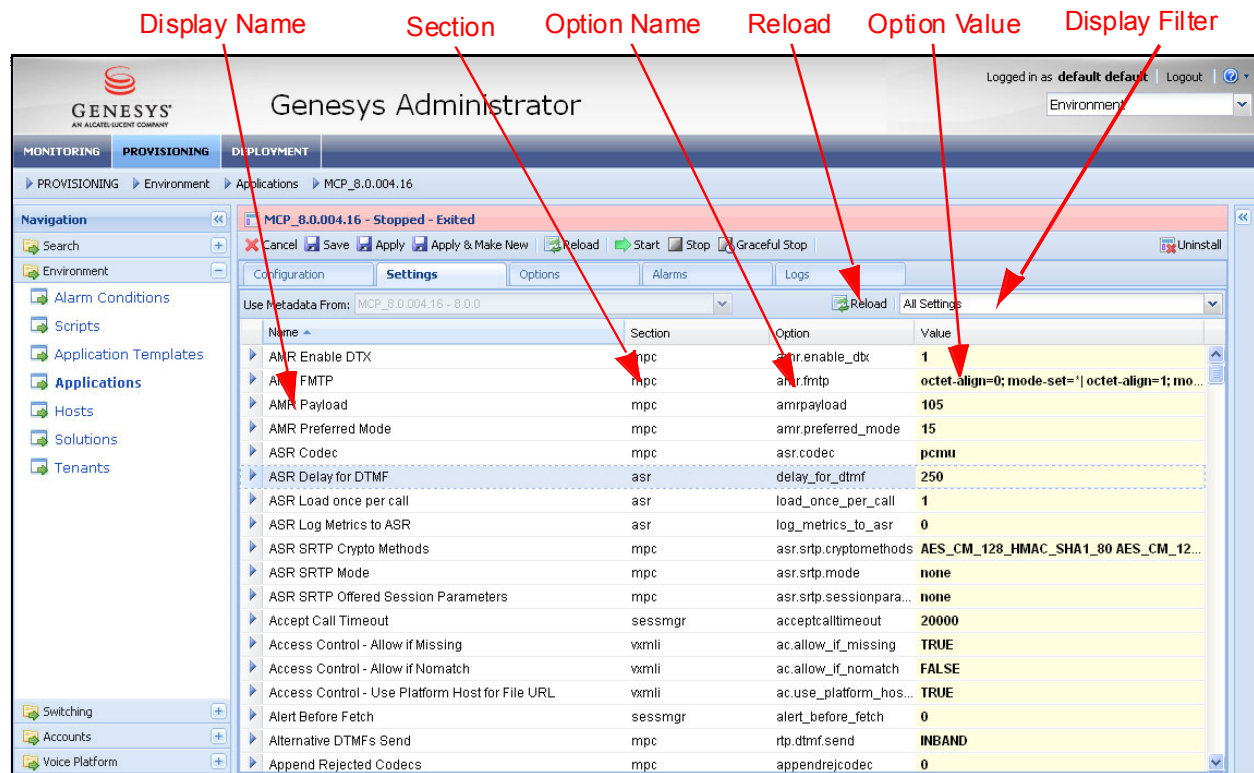 Display Name Section Option Name Reload Option Value Display Filter
GENESYS
AN ALCATEL-LUCENT COMPANY
Genesys Administrator
Logged in as default default Logout
Environment
MONITORING PROVISIONING DEPLOYMENT
PROVISIONING Environment Applications MCP_8.0.004.16
Navigation
Search
Environment
Alarm Conditions
Scripts
Application Templates
Applications
Hosts
Solutions
Tenants
Switching
Accounts
Voice Platform
MCP_8.0.004.16 - Stopped - Exited
Cancel Save Apply Apply & Make New Reload Start Stop Graceful Stop Uninstall
Configuration Settings Options Alarms Logs
Use Metadata From: MCP_8.0.004.16 - 8.0.0 Reload All Settings
Name Section Option Value
AMR Enable DTX mpc amr.enable_dtx 1
AMR FMTP mpc amr.fmtp octet-align=0; mode-set=*| octet-align=1; mo...
AMR Payload mpc amrpayload 105
AMR Preferred Mode mpc amr.preferred_mode 15
ASR Codec mpc asr.codec pcmu
ASR Delay for DTMF asr delay_for_dtmf 250
ASR Load once per call asr load_once_per_call 1
ASR Log Metrics to ASR asr log_metrics_to_asr 0
ASR SRTP Crypto Methods mpc asr.srtp.cryptomethods AES_CM_128_HMAC_SHA1_80 AES_CM_12...
ASR SRTP Mode mpc asr.srtp.mode none
ASR SRTP Offered Session Parameters mpc asr.srtp.sessionpara... none
Accept Call Timeout sessmgr acceptcalltimeout 20000
Access Control - Allow if Missing vxmli ac.allow_if_missing TRUE
Access Control - Allow if Nomatch vxmli ac.allow_if_nomatch FALSE
Access Control - Use Platform Host for File URL vxmli ac.use_platform_hos... TRUE
Alert Before Fetch sessmgr alert_before_fetch 0
Alternative DTMFs Send mpc rtp.dtmf.send INBAND
Append Rejected Codecs mpc appendrejcodec 0